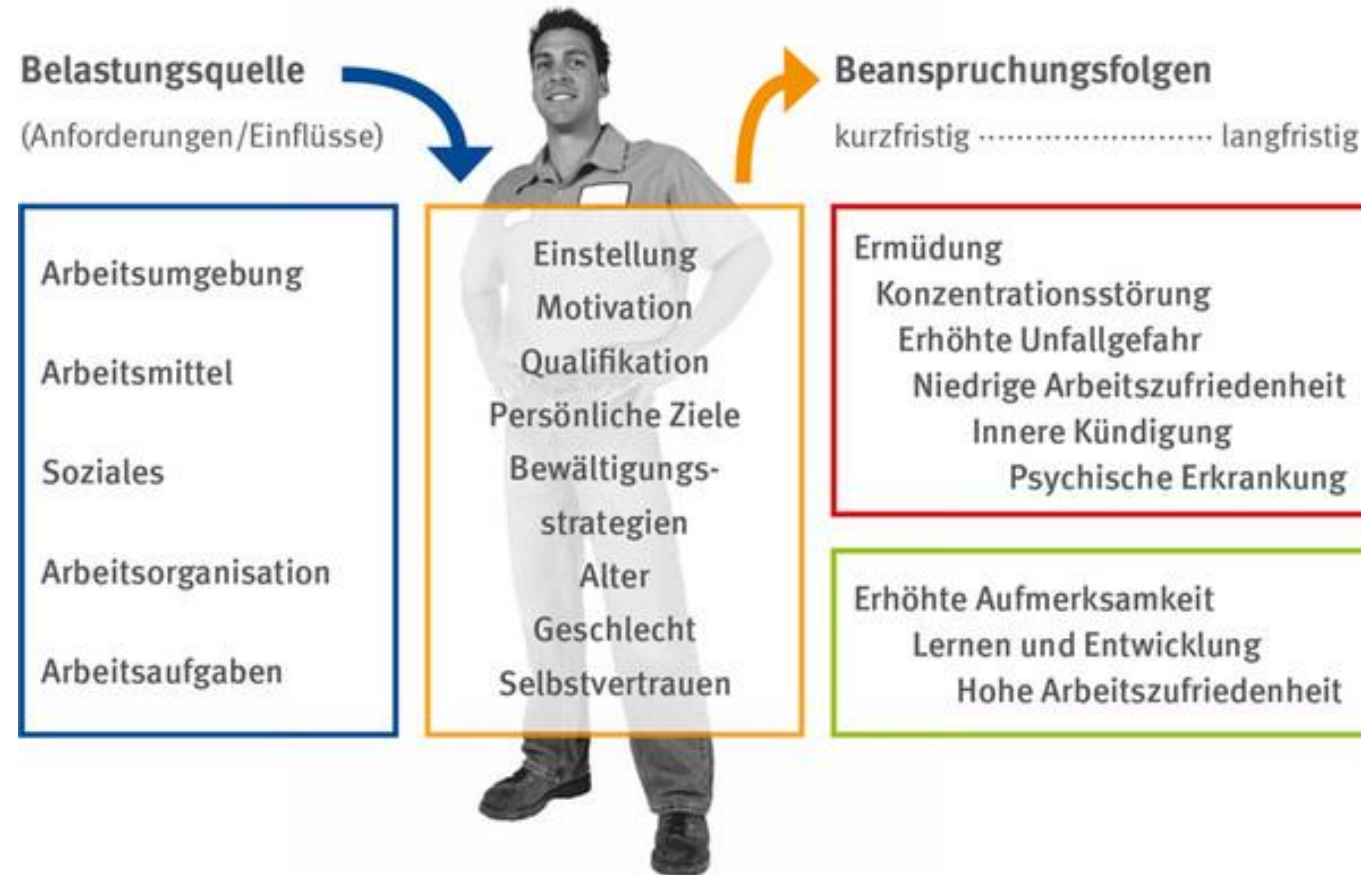 Belastungsquelle
(Anforderungen/Einflüsse)
Arbeitsumgebung
Arbeitsmittel
Soziales
Arbeitsorganisation
Arbeitsaufgaben
Einstellung
Motivation
Qualifikation
Persönliche Ziele
Bewältigungs-
strategien
Alter
Geschlecht
Selbstvertrauen
Beanspruchungsfolgen
kurzfristig ························ langfristig
Ermüdung
Konzentrationsstörung
Erhöhte Unfallgefahr
Niedrige Arbeitszufriedenheit
Innere Kündigung
Psychische Erkrankung
Erhöhte Aufmerksamkeit
Lernen und Entwicklung
Hohe Arbeitszufriedenheit